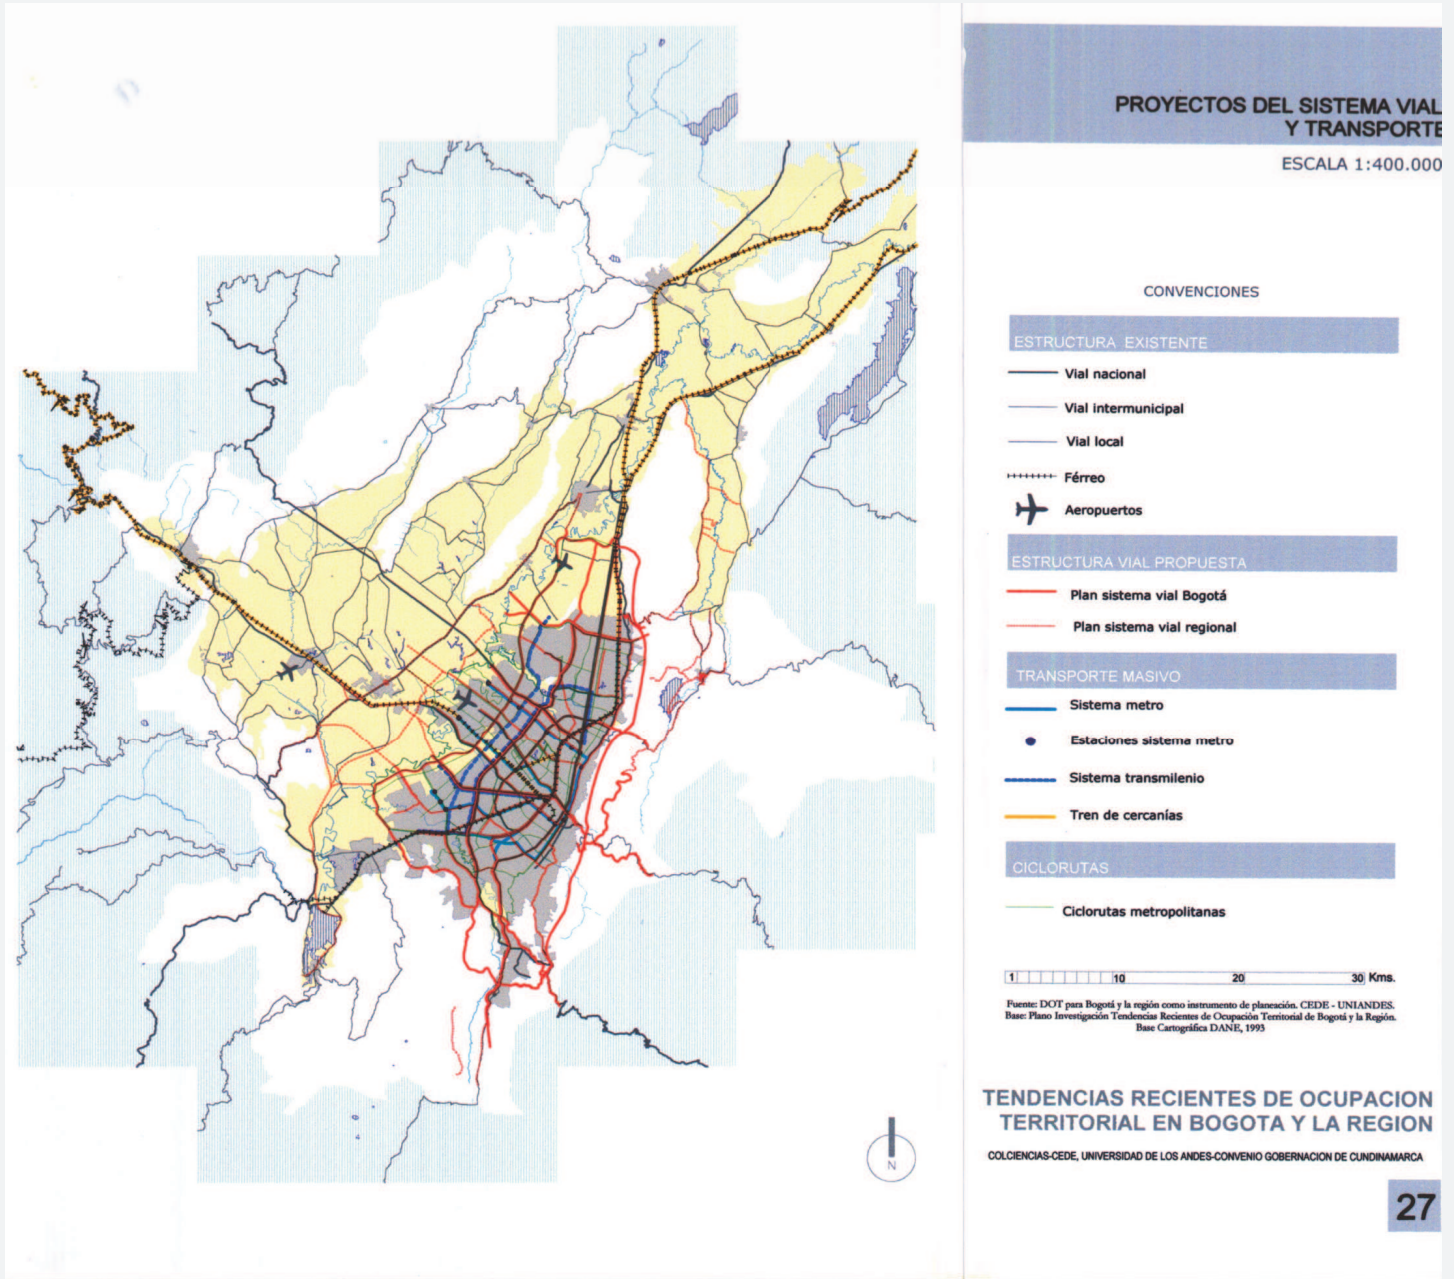 PROYECTOS DEL SISTEMA VIAL
Y TRANSPORTE
ESCALA 1:400.000
CONVENCIONES
ESTRUCTURA EXISTENTE
Vial nacional
Vial intermunicipal
Vial local
Férreo
Aeropuertos
ESTRUCTURA VIAL PROPUESTA
Plan sistema vial Bogotá
Plan sistema vial regional
TRANSPORTE MASIVO
Sistema metro
Estaciones sistema metro
Sistema transmilenio
Tren de cercanías
CICLORUTAS
Ciclorutas metropolitanas
1 10 20 30 Kms.
Fuente: DOT para Bogotá y la región como instrumento de planeación. CEDE - UNIANDES.
Base: Plano Investigación Tendencias Recientes de Ocupación Territorial de Bogotá y la Región.
Base Cartográfica DANE, 1993
N
TENDENCIAS RECIENTES DE OCUPACION
TERRITORIAL EN BOGOTA Y LA REGION
COLCIENCIAS-CEDE, UNIVERSIDAD DE LOS ANDES-CONVENIO GOBERNACION DE CUNDINAMARCA
27